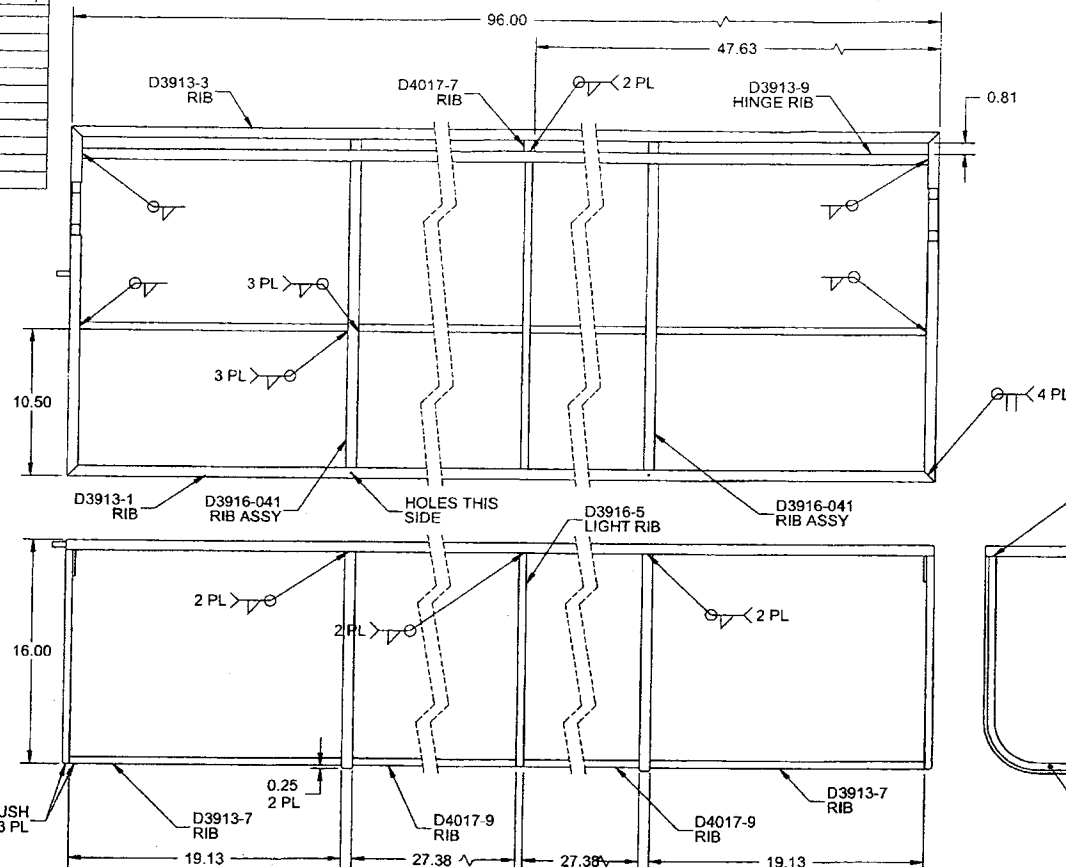 96.00
47.63
D3913-3
RIB
D4017-7
RIB
2 PL
D3913-9
HINGE RIB
0.81
3 PL
3 PL
10.50
4 PL
D3913-1
RIB
D3916-041
RIB ASSY
HOLES THIS
SIDE
D3916-5
LIGHT RIB
D3916-041
RIB ASSY
2 PL
2 PL
2 PL
16.00
0.25
2 PL
USH
3 PL
D3913-7
RIB
D4017-9
RIB
D4017-9
RIB
D3913-7
RIB
19.13
27.38
27.38
19.13